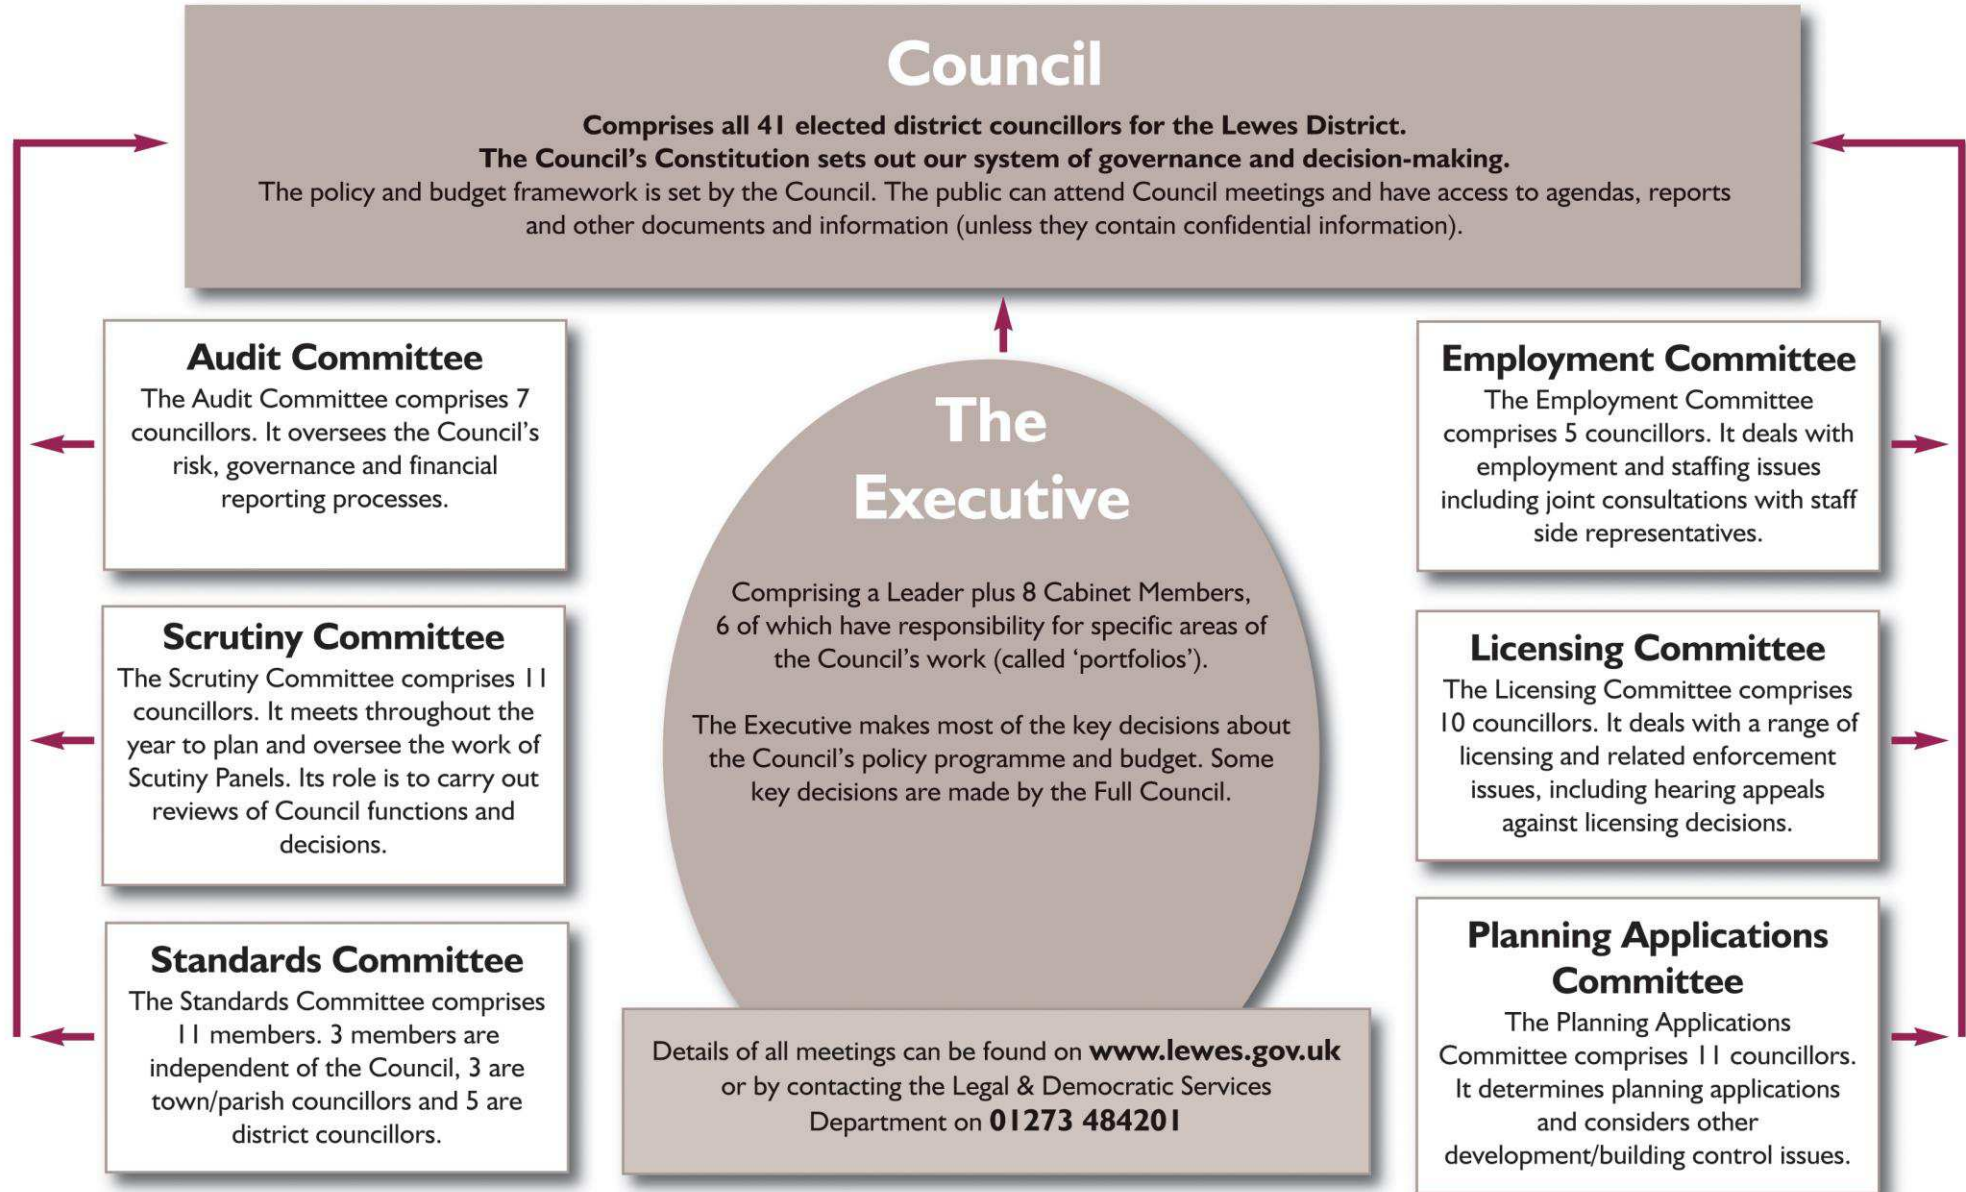 Council
Comprises all 41 elected district councillors for the Lewes District.
The Council’s Constitution sets out our system of governance and decision-making.
The policy and budget framework is set by the Council. The public can attend Council meetings and have access to agendas, reports
and other documents and information (unless they contain confidential information).
Audit Committee
The Audit Committee comprises 7
councillors. It oversees the Council’s
risk, governance and financial
reporting processes.
Scrutiny Committee
The Scrutiny Committee comprises 11
councillors. It meets throughout the
year to plan and oversee the work of
Scutiny Panels. Its role is to carry out
reviews of Council functions and
decisions.
Standards Committee
The Standards Committee comprises
11 members. 3 members are
independent of the Council, 3 are
town/parish councillors and 5 are
district councillors.
The
Executive
Comprising a Leader plus 8 Cabinet Members,
6 of which have responsibility for specific areas of
the Council’s work (called ‘portfolios’).
The Executive makes most of the key decisions about
the Council’s policy programme and budget. Some
key decisions are made by the Full Council.
Details of all meetings can be found on www.lewes.gov.uk
or by contacting the Legal & Democratic Services
Department on 01273 484201
Employment Committee
The Employment Committee
comprises 5 councillors. It deals with
employment and staffing issues
including joint consultations with staff
side representatives.
Licensing Committee
The Licensing Committee comprises
10 councillors. It deals with a range of
licensing and related enforcement
issues, including hearing appeals
against licensing decisions.
Planning Applications
Committee
The Planning Applications
Committee comprises 11 councillors.
It determines planning applications
and considers other
development/building control issues.